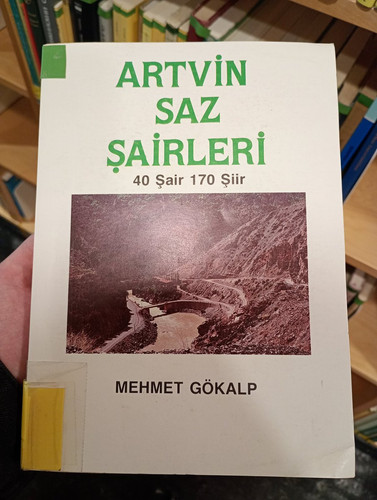 ARTVİN
SAZ
ŞAİRLERİ
40 Şair 170 Şiir
MEHMET GÖKALP